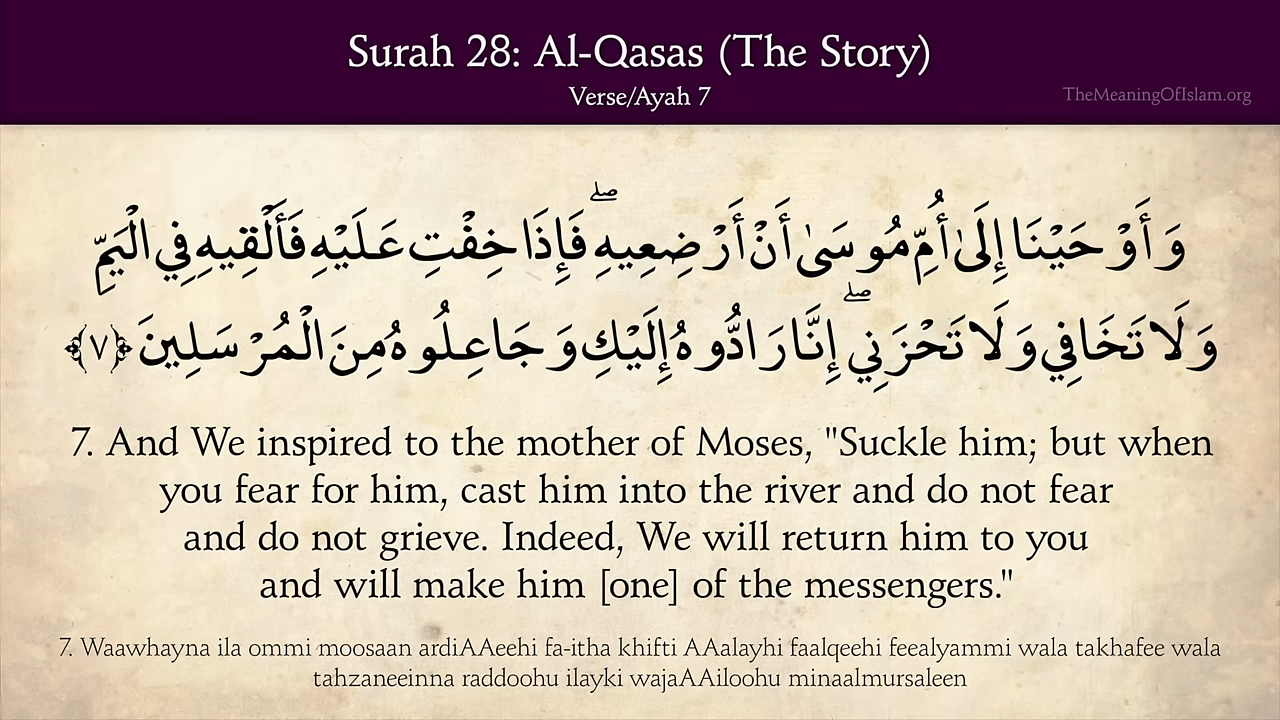 Surah 28: Al-Qasas (The Story)
Verse/Ayah 7
TheMeaningOfIslam.org
وَأَوْحَيْنَا إِلَىٰ أُمِّ مُوسَىٰ أَنْ أَرْضِعِيهِ ۖ فَإِذَا خِفْتِ عَلَيْهِ فَأَلْقِيهِ فِي الْيَمِّ
وَلَا تَخَافِي وَلَا تَحْزَنِي ۖ إِنَّا رَادُّوهُ إِلَيْكِ وَجَاعِلُوهُ مِنَ الْمُرْسَلِينَ ﴿٧﴾
7. And We inspired to the mother of Moses, "Suckle him; but when
you fear for him, cast him into the river and do not fear
and do not grieve. Indeed, We will return him to you
and will make him [one] of the messengers."
7. Waawhayna ila ommi moosaan ardiAAeehi fa-itha khifti AAalayhi faalqeehi feealyammi wala takhafee wala
tahzaneeinna raddoohu ilayki wajaAAiloohu minaalmursaleen